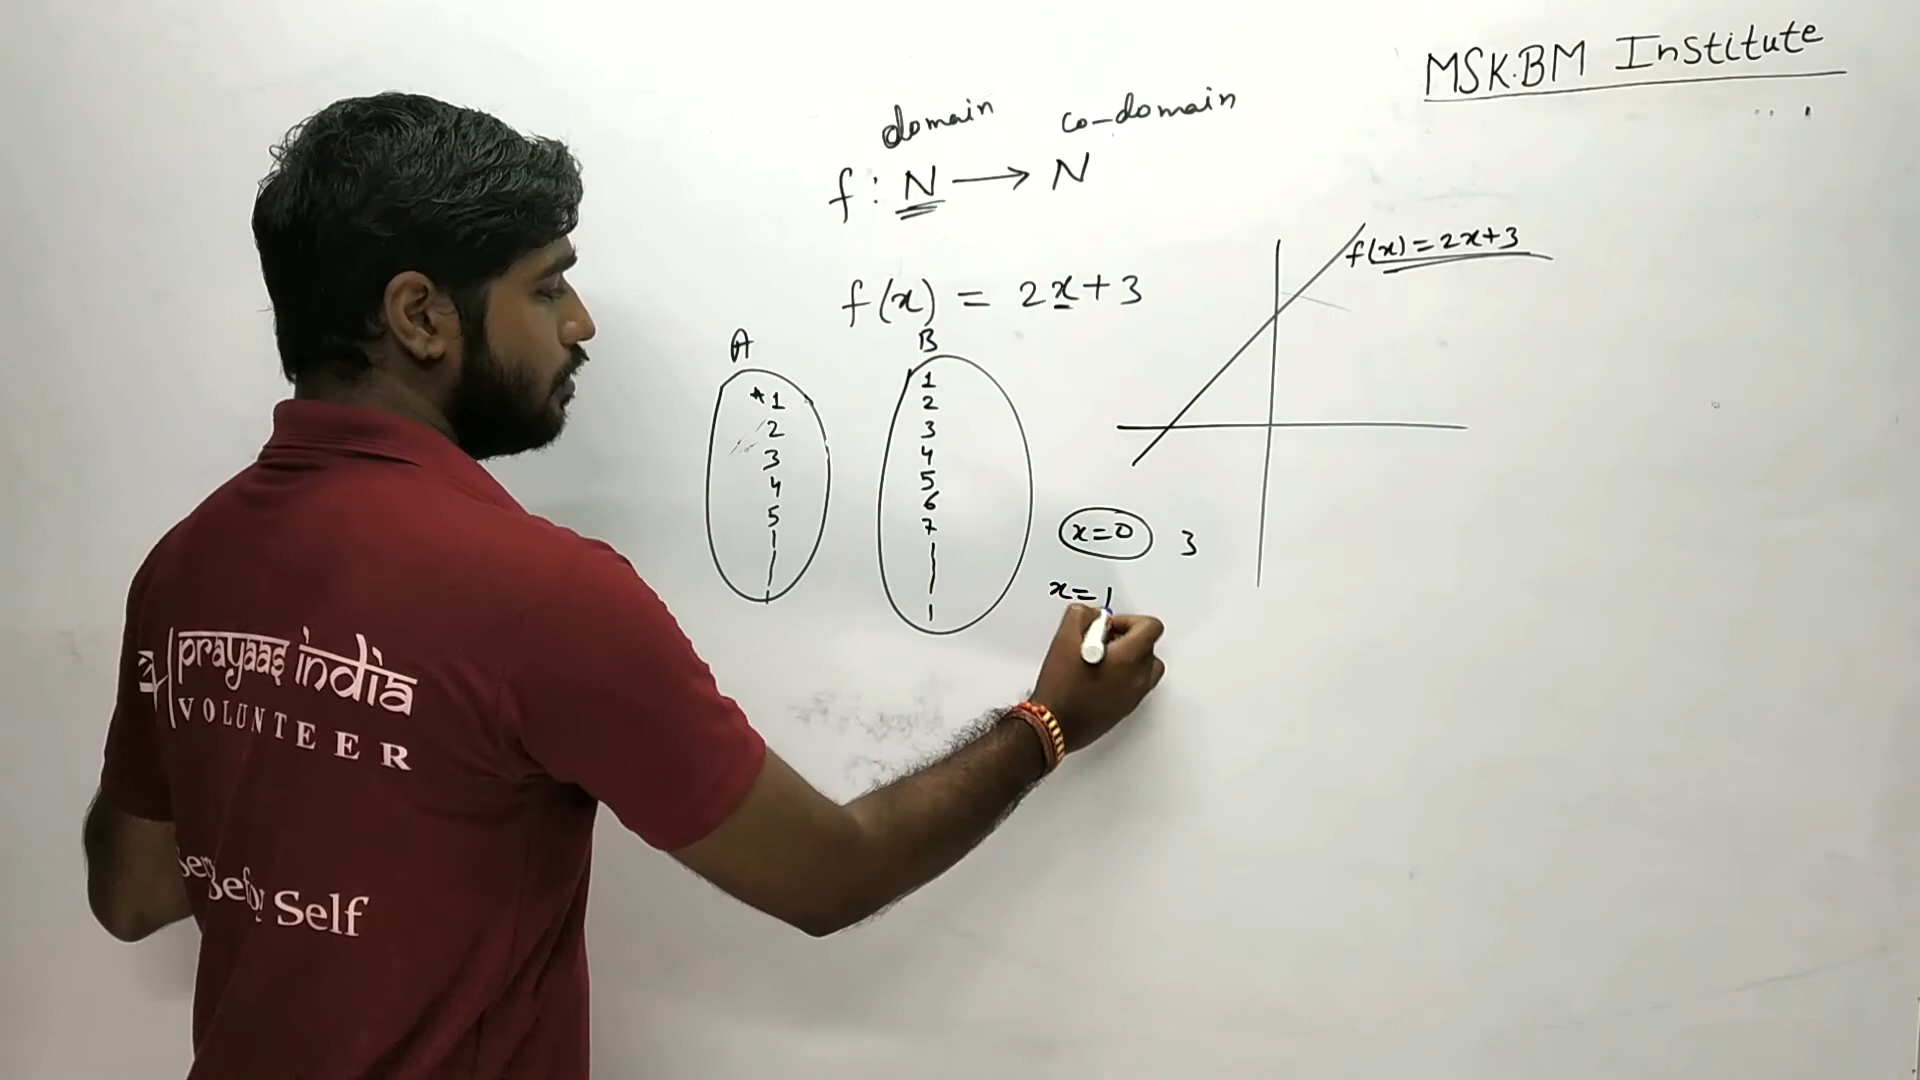 MSK.BM Institute
domain co-domain
f : N → N
f(x) = 2x+3
f(x) = 2x+3
A
B
1
2
3
4
5
1
2
3
4
5
6
7
x=0 3
x=1
prayaas india
VOLUNTEER
Self